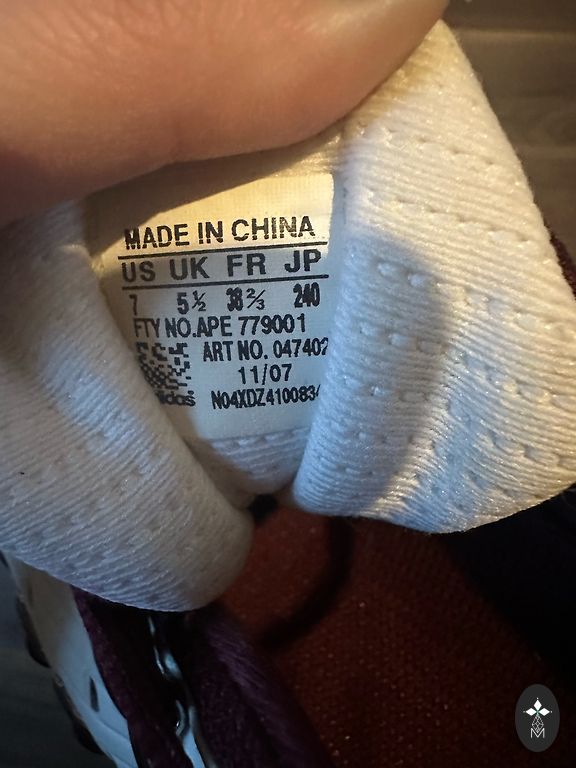 MADE IN CHINA
US UK FR JP
7 5½ 38⅔ 240
FTY NO.APE 779001
ART NO. 047402
11/07
adidas N04XDZ4100834
M